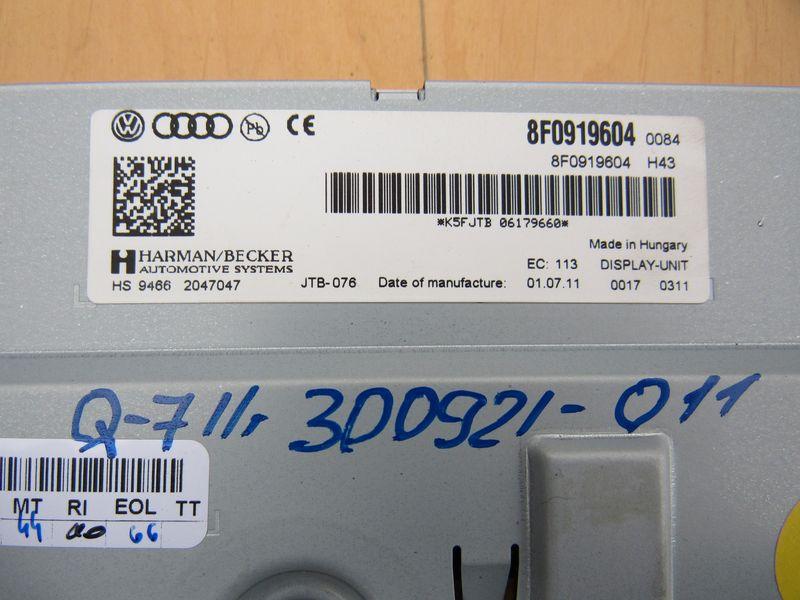 8F0919604 0084
8F0919604 H43
*K5FJTB 06179660*
HARMAN/BECKER
AUTOMOTIVE SYSTEMS
Made in Hungary
EC: 113 DISPLAY-UNIT
HS 9466 2047047 JTB-076 Date of manufacture: 01.07.11 0017 0311
Q-7 11г 3D0921-011
MT RI EOL TT
44 66